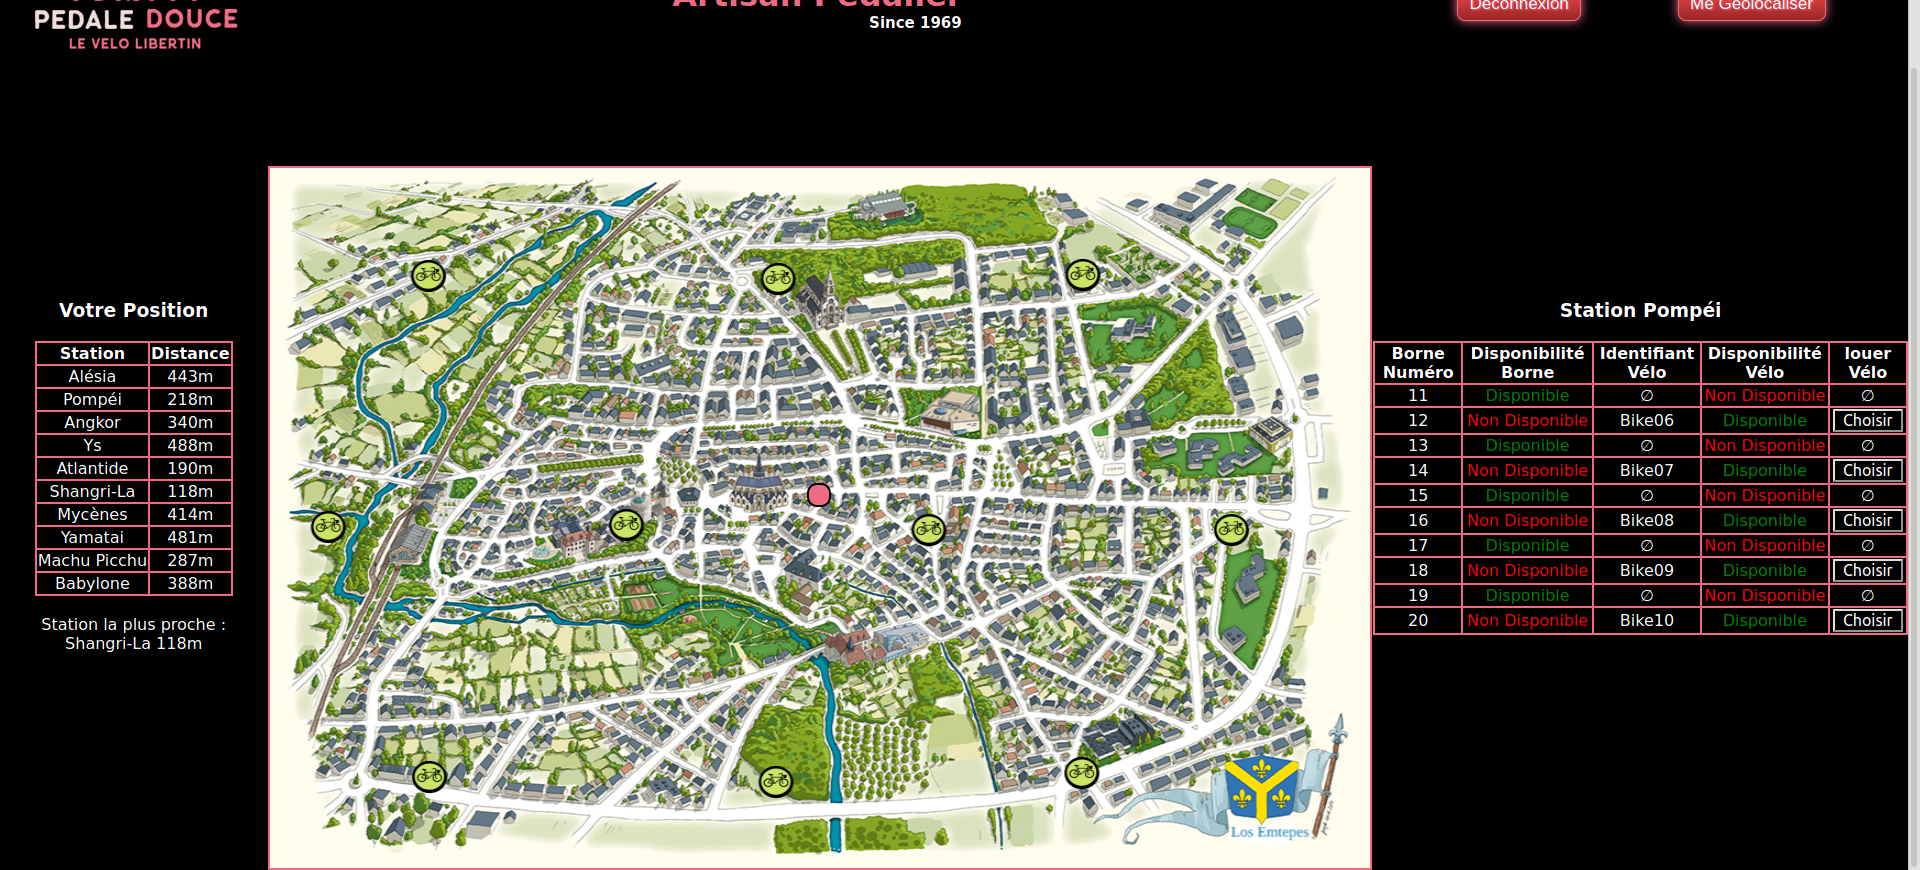 PEDALE DOUCE
LE VELO LIBERTIN
Artisan Pédalier
Since 1969
Déconnexion
Me Géolocaliser
Votre Position
Station Distance
Alésia 443m
Pompéi 218m
Angkor 340m
Ys 488m
Atlantide 190m
Shangri-La 118m
Mycènes 414m
Yamatai 481m
Machu Picchu 287m
Babylone 388m
Station la plus proche :
Shangri-La 118m
Los Emtepes
Station Pompéi
Borne Numéro Disponibilité Borne Identifiant Vélo Disponibilité Vélo louer Vélo
11 Disponible ∅ Non Disponible ∅
12 Non Disponible Bike06 Disponible Choisir
13 Disponible ∅ Non Disponible ∅
14 Non Disponible Bike07 Disponible Choisir
15 Disponible ∅ Non Disponible ∅
16 Non Disponible Bike08 Disponible Choisir
17 Disponible ∅ Non Disponible ∅
18 Non Disponible Bike09 Disponible Choisir
19 Disponible ∅ Non Disponible ∅
20 Non Disponible Bike10 Disponible Choisir